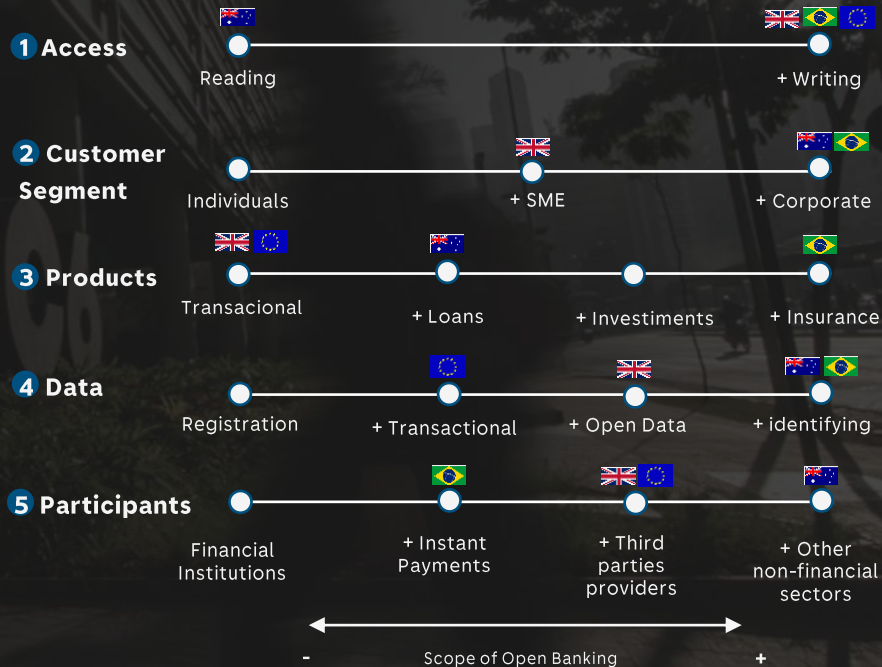 1 Access
Reading
+ Writing
2 Customer
Segment
Individuals
+ SME
+ Corporate
3 Products
Transacional
+ Loans
+ Investiments
+ Insurance
4 Data
Registration
+ Transactional
+ Open Data
+ identifying
5 Participants
Financial
Institutions
+ Instant
Payments
+ Third
parties
providers
+ Other
non-financial
sectors
- Scope of Open Banking +